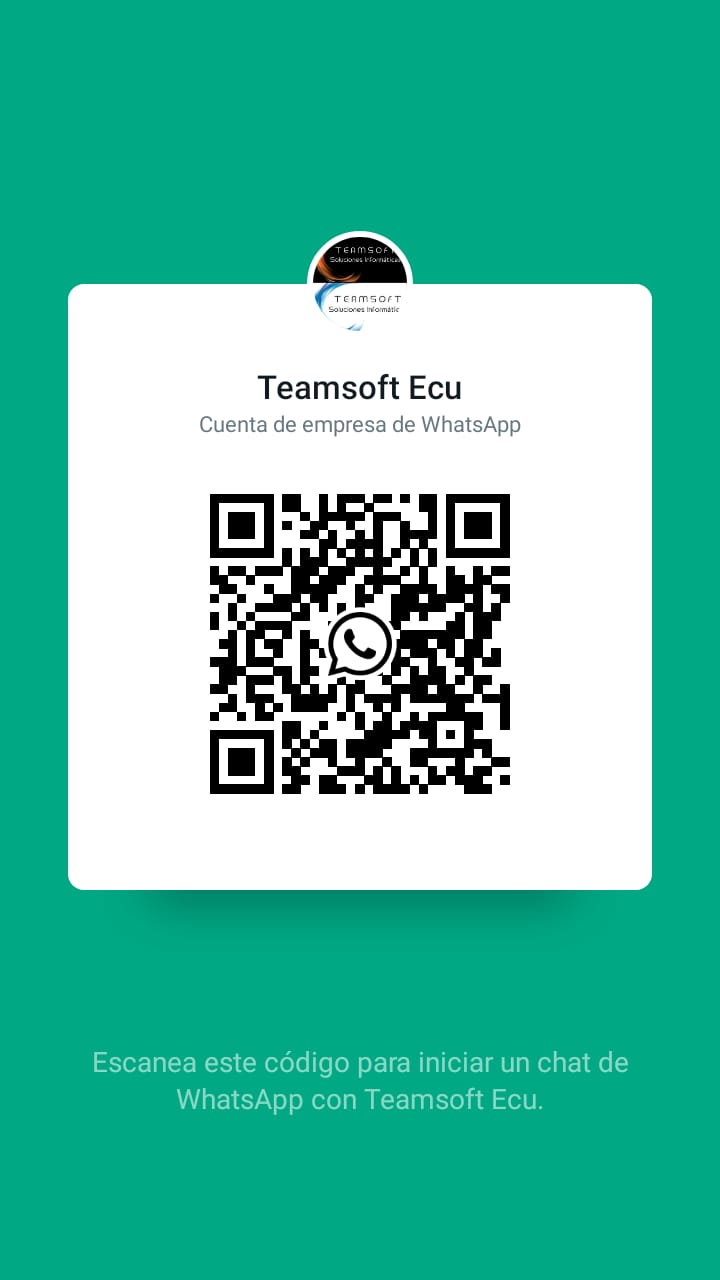 TEAMSOF
Soluciones Informáticas
TEAMSOFT
Soluciones Informátic
Teamsoft Ecu
Cuenta de empresa de WhatsApp
Escanea este código para iniciar un chat de
WhatsApp con Teamsoft Ecu.